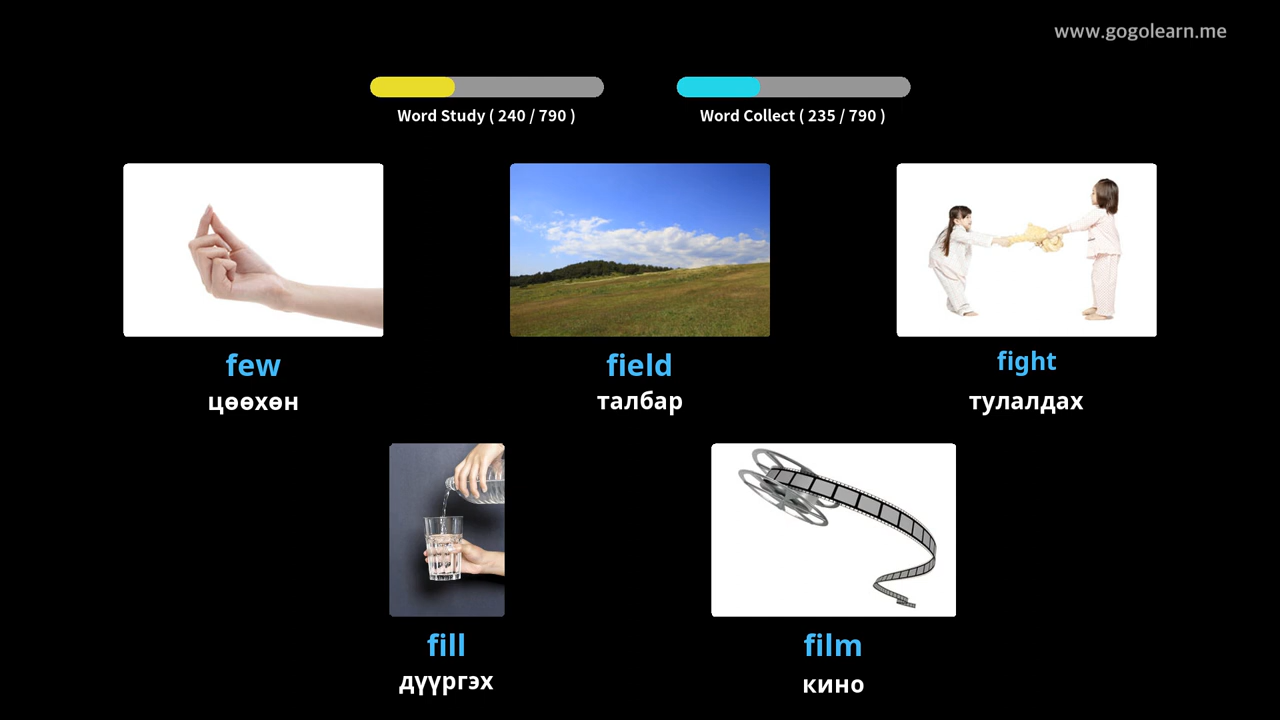 www.gogolearn.me
Word Study ( 240 / 790 )
Word Collect ( 235 / 790 )
few
цөөхөн
field
талбар
fight
тулалдах
fill
дүүргэх
film
кино